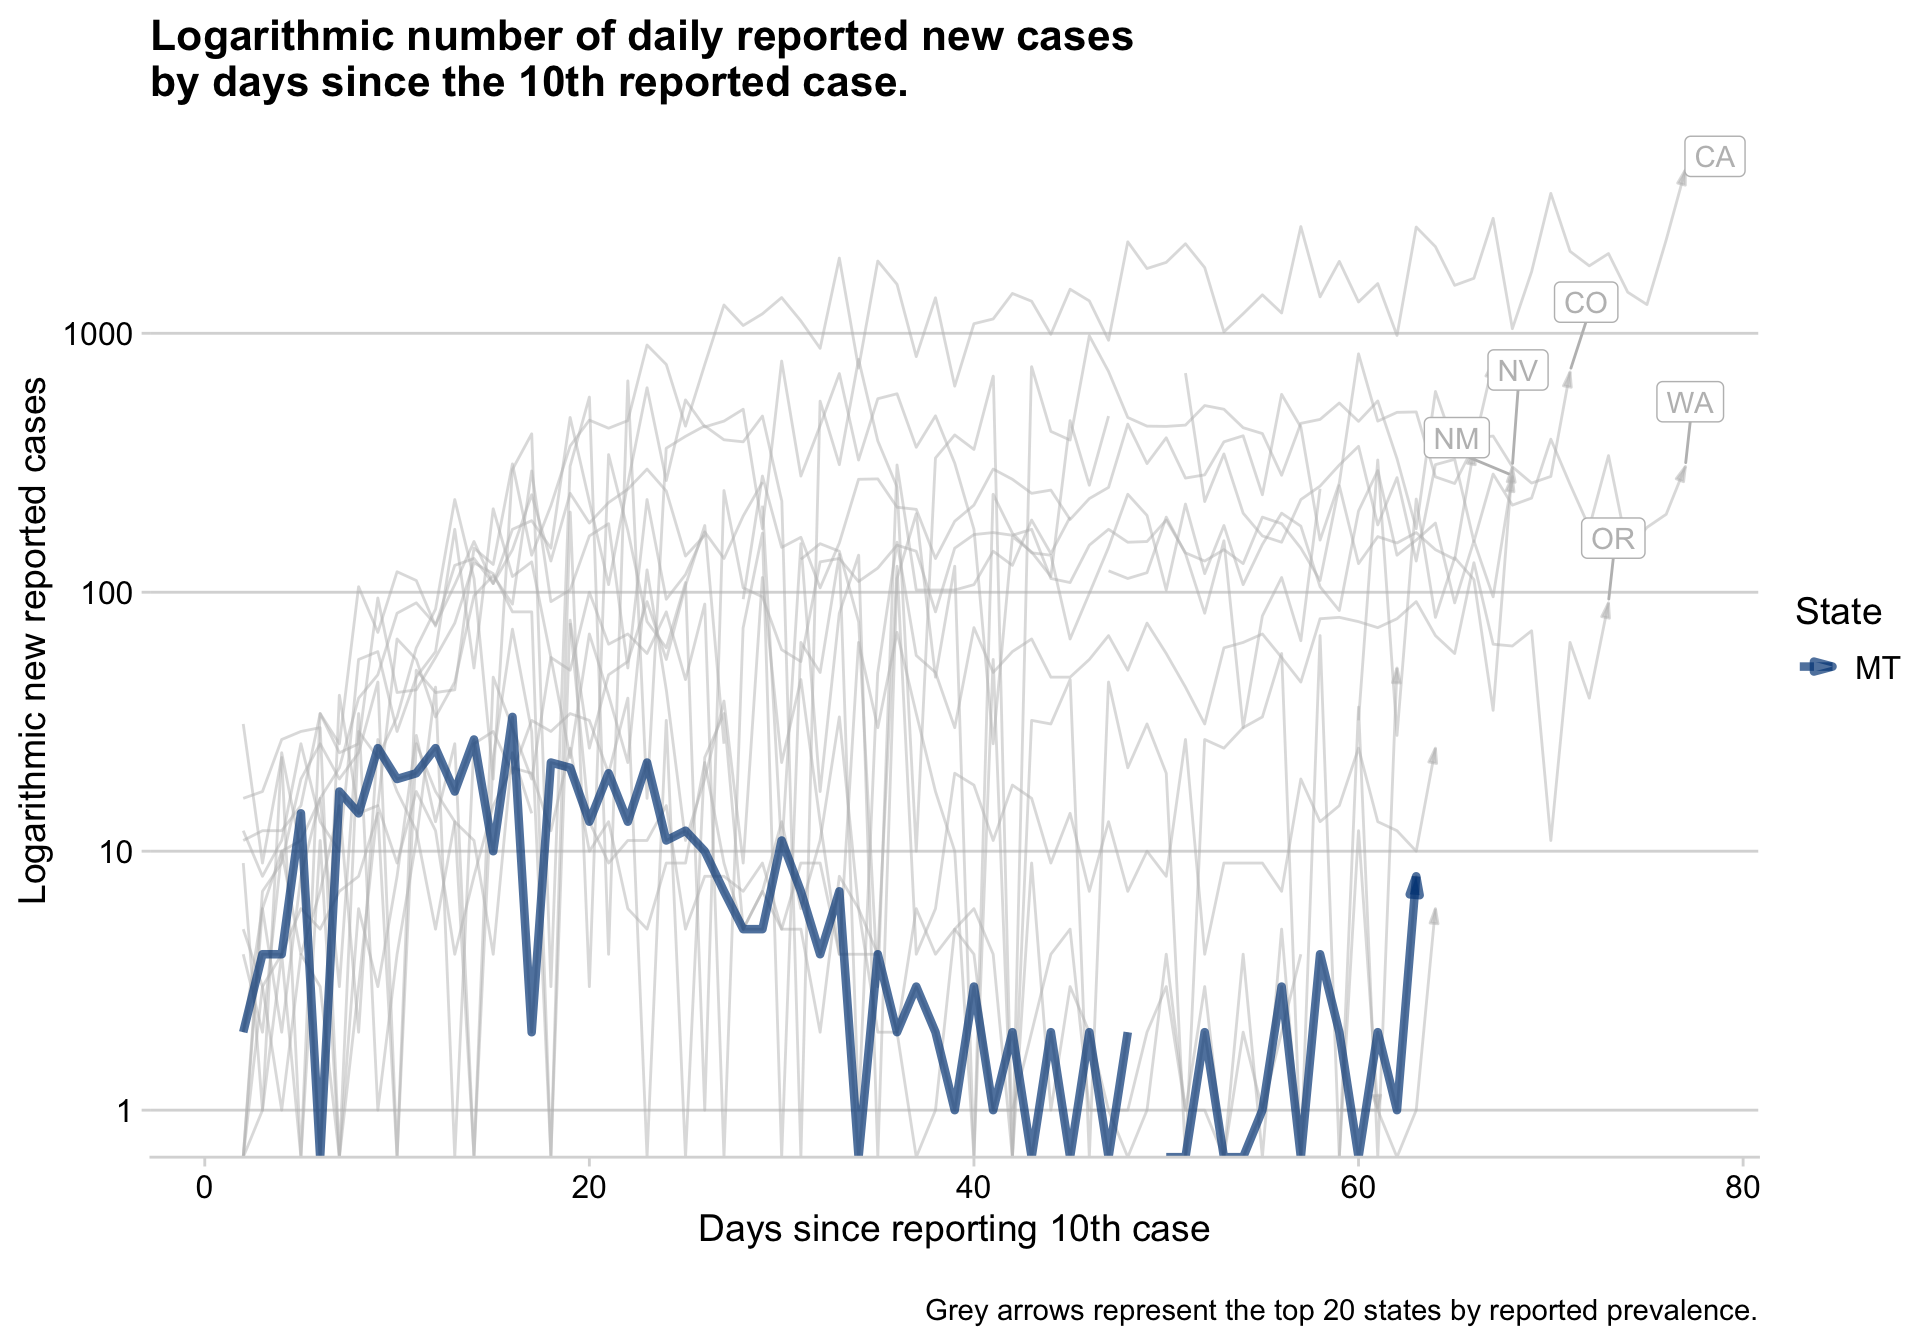 Logarithmic number of daily reported new cases
by days since the 10th reported case.
Logarithmic new reported cases
1000
100
10
1
CA
CO
NV
WA
NM
OR
State
MT
0 20 40 60 80
Days since reporting 10th case
Grey arrows represent the top 20 states by reported prevalence.